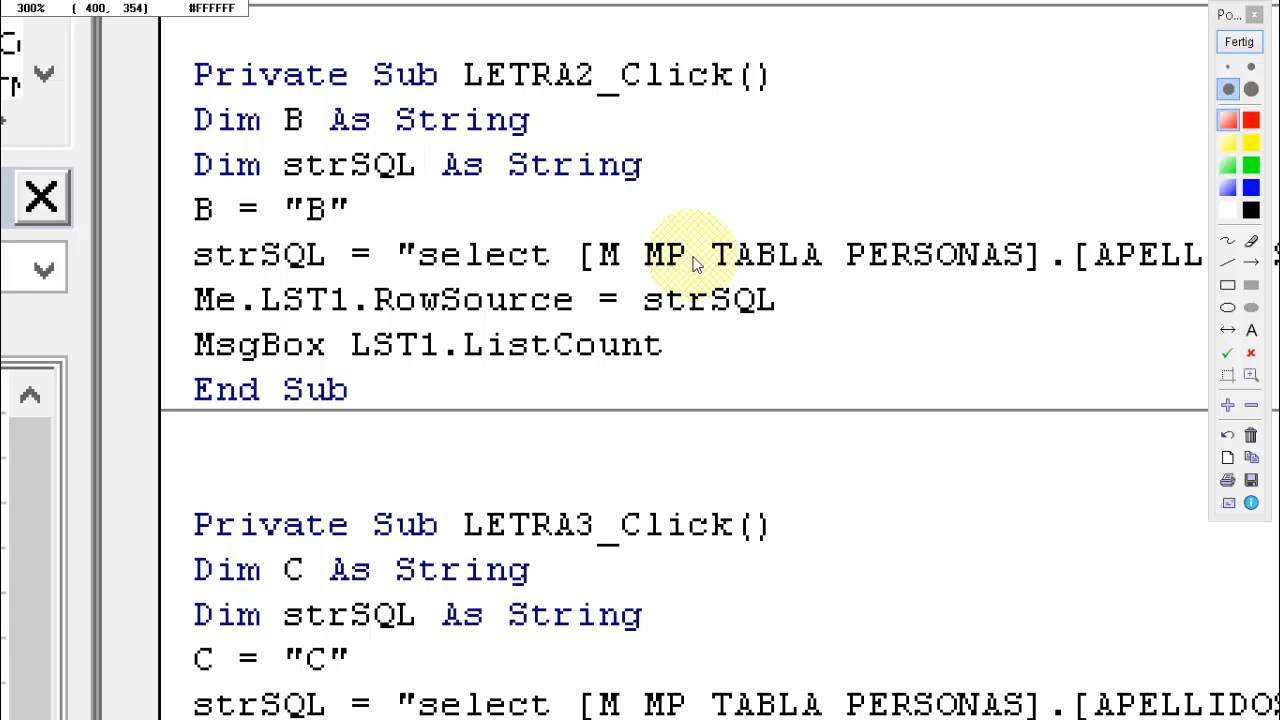 300% ( 400, 354) #FFFFFF
Po... x
Fertig
Private Sub LETRA2_Click()
Dim B As String
Dim strSQL As String
B = "B"
strSQL = "select [M MP TABLA PERSONAS].[APELL
Me.LST1.RowSource = strSQL
MsgBox LST1.ListCount
End Sub
Private Sub LETRA3_Click()
Dim C As String
Dim strSQL As String
C = "C"
strSQL = "select [M MP TABLA PERSONAS].[APELLIDOS